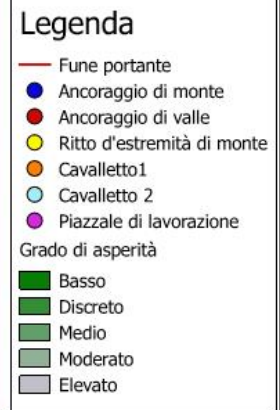 Legenda
Fune portante
Ancoraggio di monte
Ancoraggio di valle
Ritto d'estremità di monte
Cavalletto1
Cavalletto 2
Piazzale di lavorazione
Grado di asperità
Basso
Discreto
Medio
Moderato
Elevato